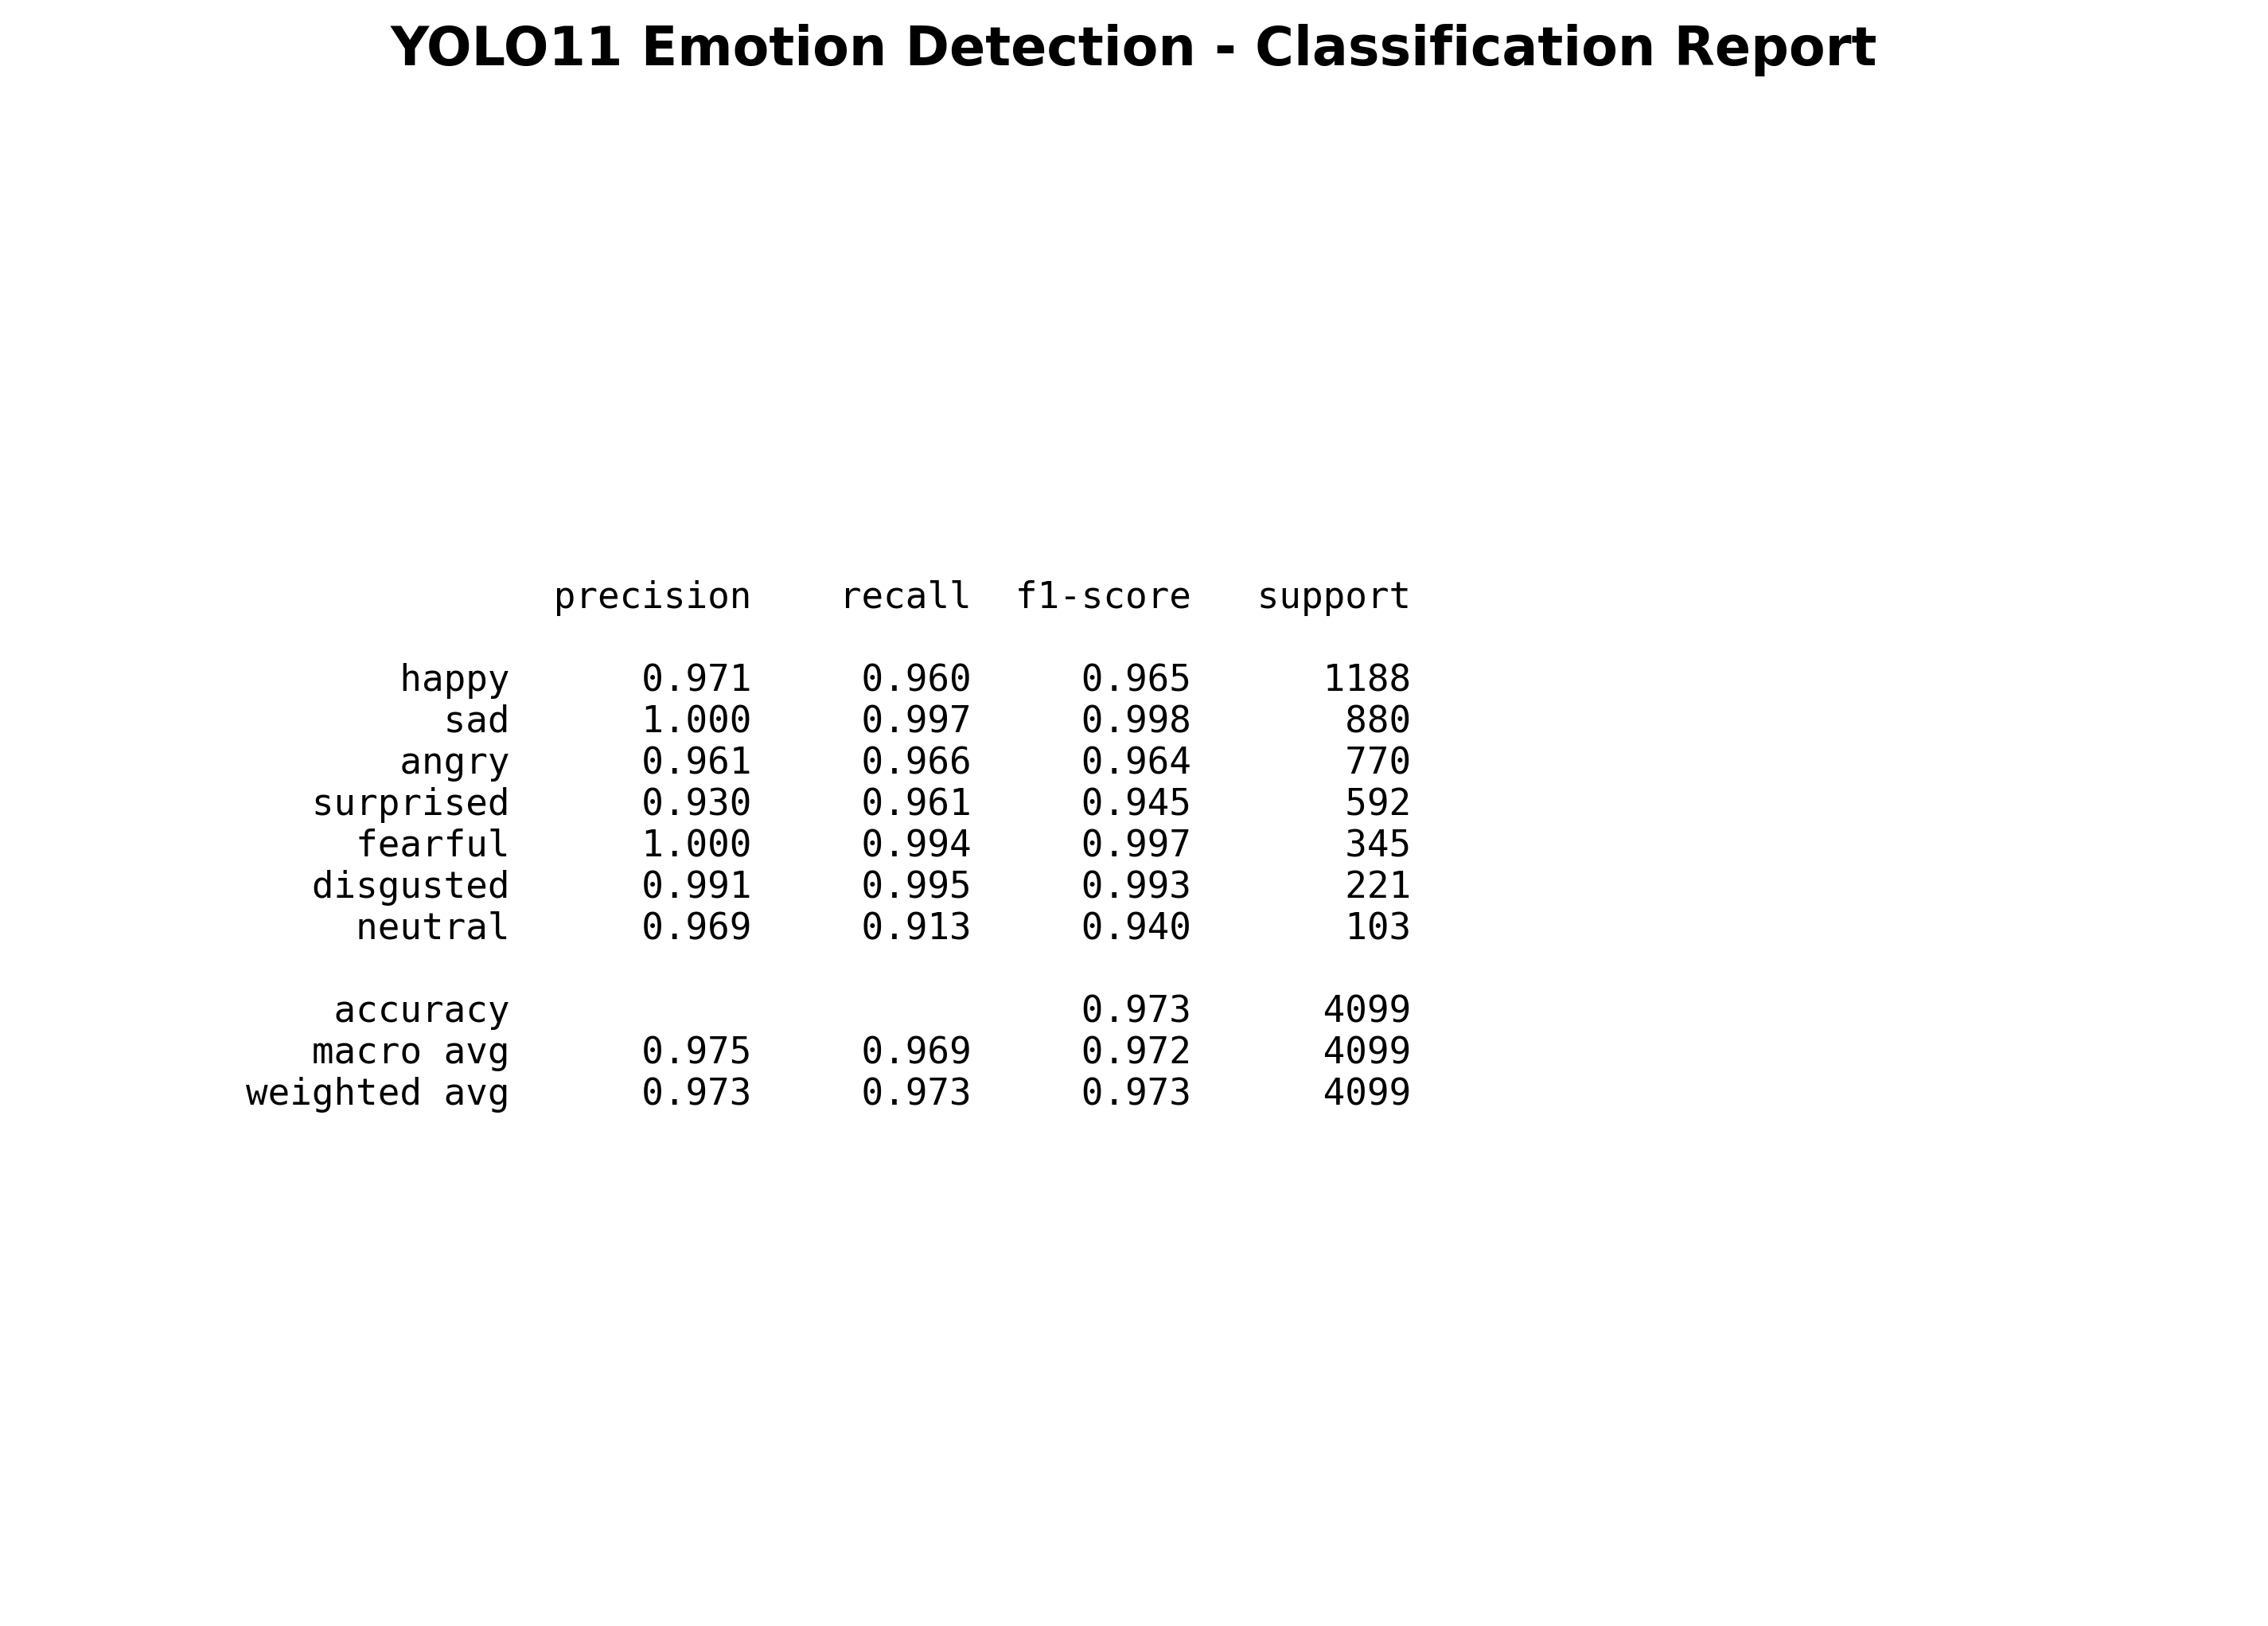 YOLO11 Emotion Detection - Classification Report
precision recall f1-score support
happy 0.971 0.960 0.965 1188
sad 1.000 0.997 0.998 880
angry 0.961 0.966 0.964 770
surprised 0.930 0.961 0.945 592
fearful 1.000 0.994 0.997 345
disgusted 0.991 0.995 0.993 221
neutral 0.969 0.913 0.940 103
accuracy 0.973 4099
macro avg 0.975 0.969 0.972 4099
weighted avg 0.973 0.973 0.973 4099